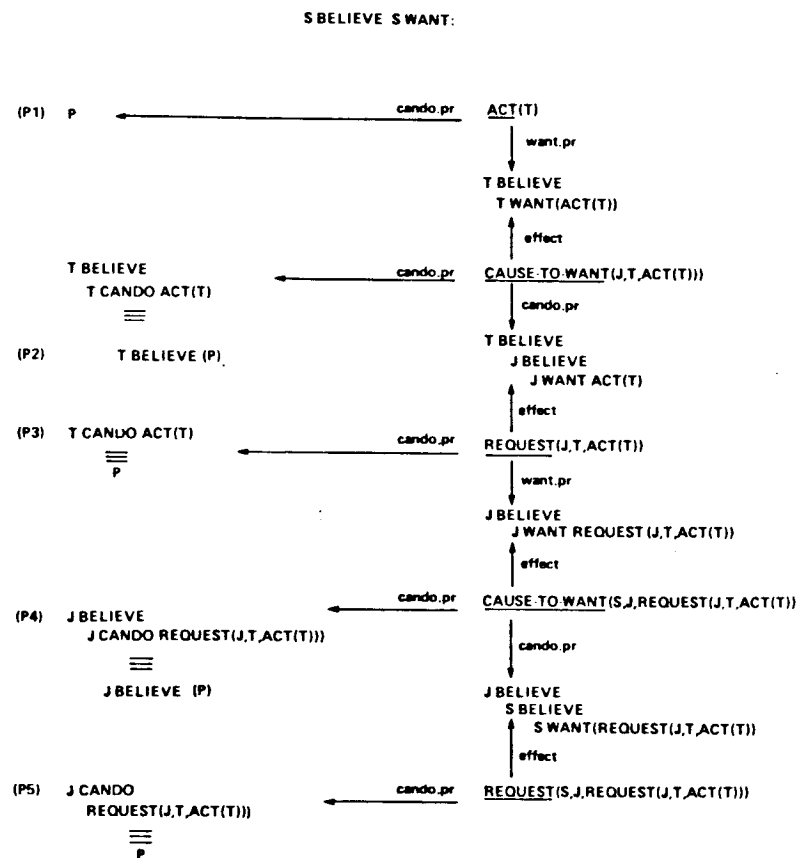 S BELIEVE S WANT:
(P1) P cando.pr ACT(T)
want.pr
T BELIEVE
T WANT(ACT(T))
effect
T BELIEVE cando.pr CAUSE-TO-WANT(J,T,ACT(T)))
T CANDO ACT(T)
≡
cando.pr
T BELIEVE
(P2) T BELIEVE (P)
J BELIEVE
J WANT ACT(T)
effect
(P3) T CANDO ACT(T) cando.pr REQUEST(J,T,ACT(T))
≡
P
want.pr
J BELIEVE
J WANT REQUEST(J,T,ACT(T))
effect
(P4) J BELIEVE cando.pr CAUSE-TO-WANT(S,J,REQUEST(J,T,ACT(T))
J CANDO REQUEST(J,T,ACT(T)))
≡
cando.pr
J BELIEVE (P)
J BELIEVE
S BELIEVE
S WANT(REQUEST(J,T,ACT(T))
effect
(P5) J CANDO cando.pr REQUEST(S,J,REQUEST(J,T,ACT(T)))
REQUEST(J,T,ACT(T)))
≡
P